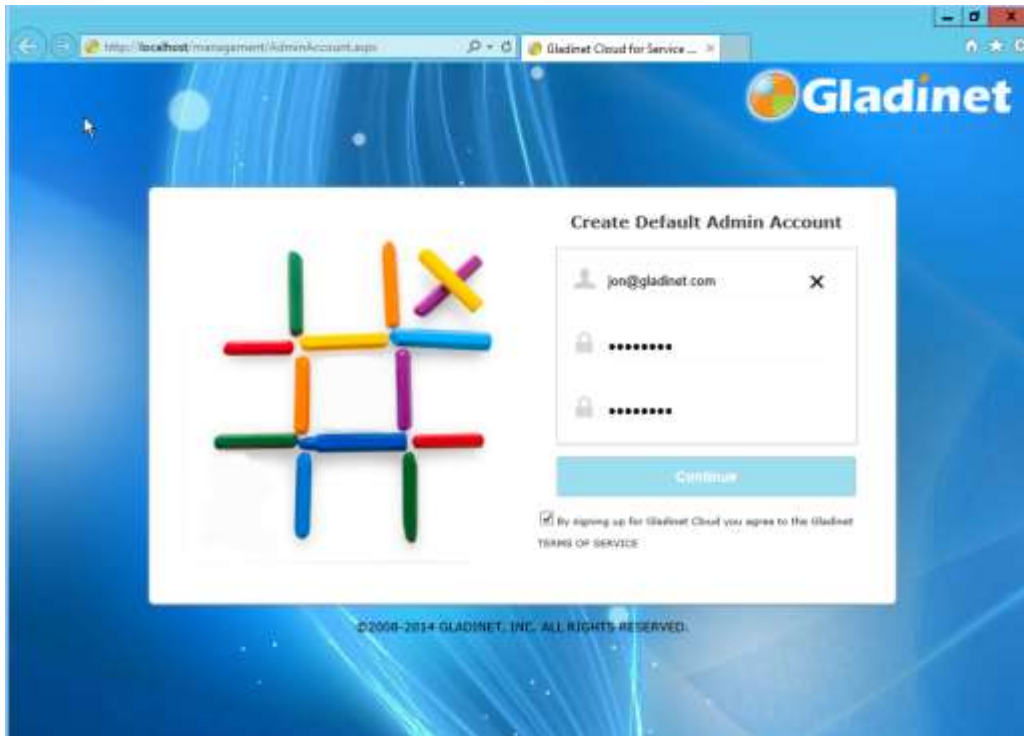 http://localhost/management/AdminAccount.aspx
Gladinet Cloud for Service ...
Gladinet
Create Default Admin Account
jon@gladinet.com
Continue
By signing up for Gladinet Cloud you agree to the Gladinet
TERMS OF SERVICE
©2008-2014 GLADINET, INC. ALL RIGHTS RESERVED.